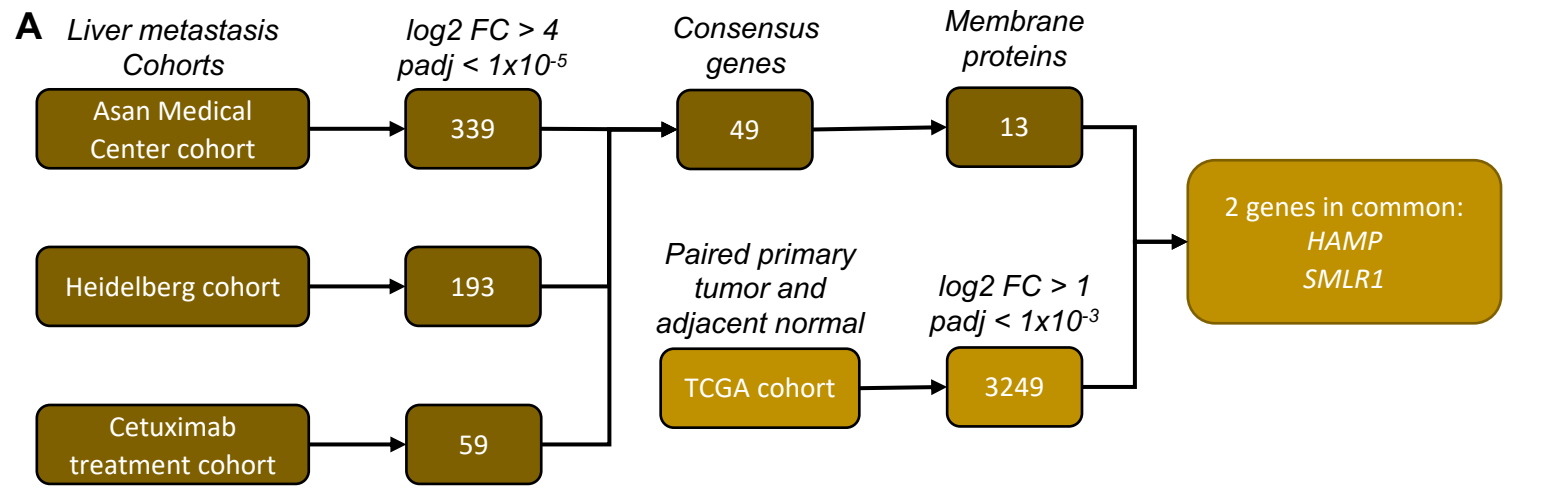 A
Liver metastasis
Cohorts
log2 FC > 4
padj < 1x10-5
Consensus
genes
Membrane
proteins
Asan Medical
Center cohort
339
49
13
2 genes in common:
HAMP
SMLR1
Heidelberg cohort
193
Paired primary
tumor and
adjacent normal
log2 FC > 1
padj < 1x10-3
TCGA cohort
3249
Cetuximab
treatment cohort
59